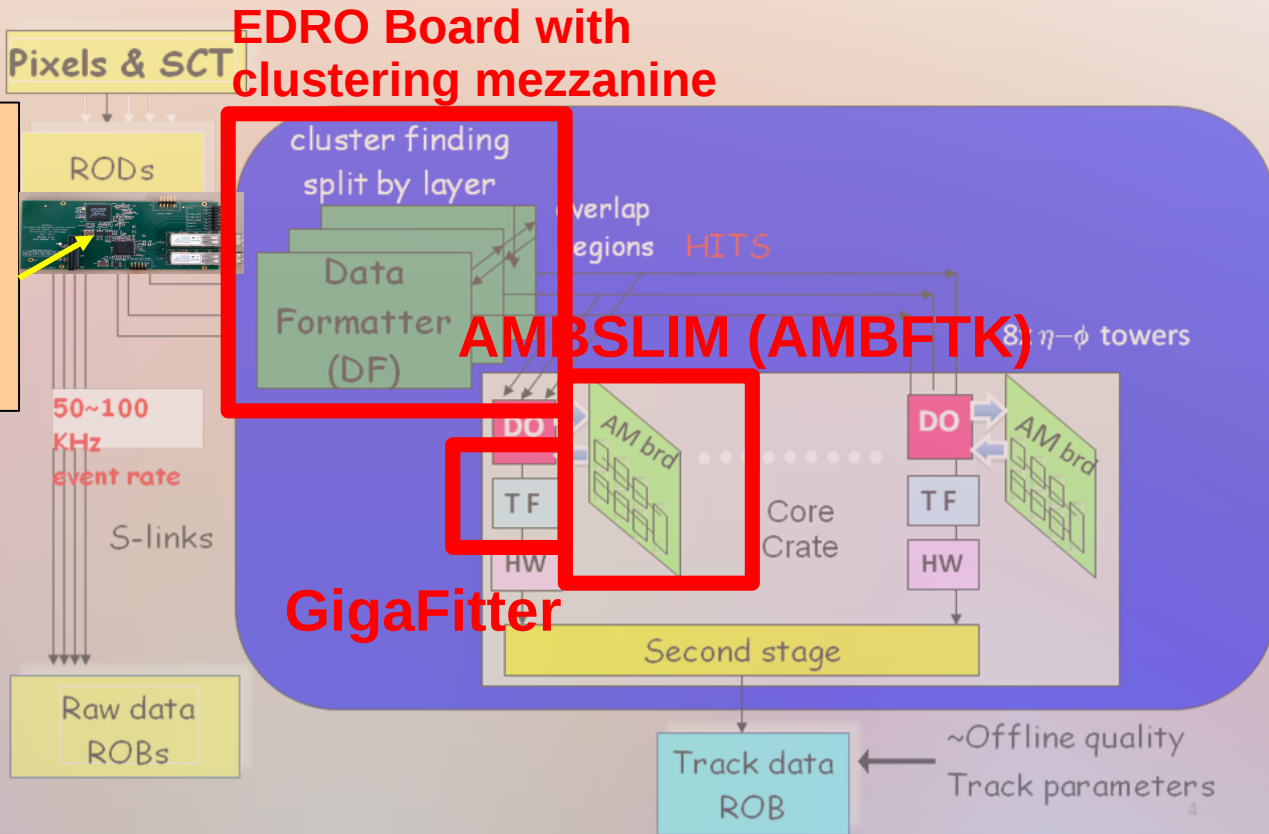 EDRO Board with
clustering mezzanine
Pixels & SCT
RODs
cluster finding
split by layer
overlap
regions HITS
Data
Formatter
(DF)
AMBSLIM (AMBFTK)
8x η–ϕ towers
50~100
KHz
event rate
S-links
DO
AM brd
TF
HW
Core
Crate
DO
AM brd
TF
HW
GigaFitter
Second stage
Raw data
ROBs
Track data
ROB
~Offline quality
Track parameters
4